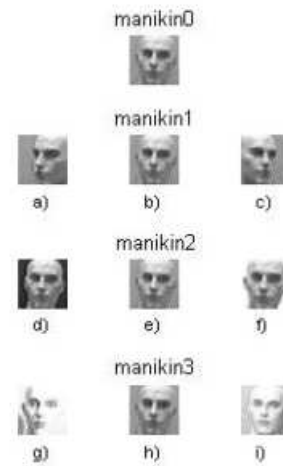 manikin0
manikin1
a) b) c)
manikin2
d) e) f)
manikin3
g) h) i)